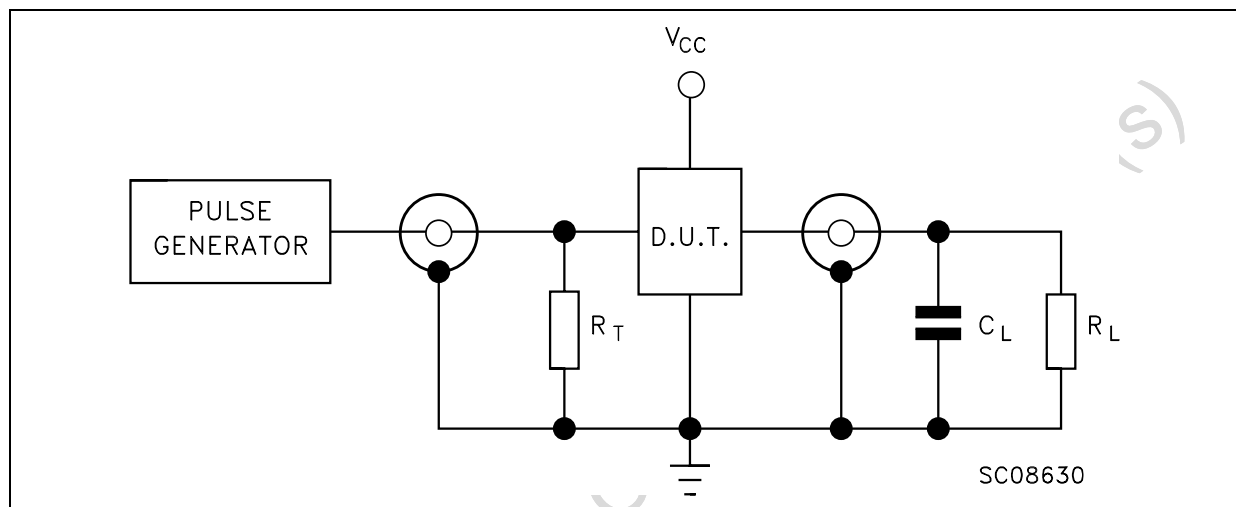 VCC
PULSE
GENERATOR
D.U.T.
RT
CL
RL
SC08630
(s)